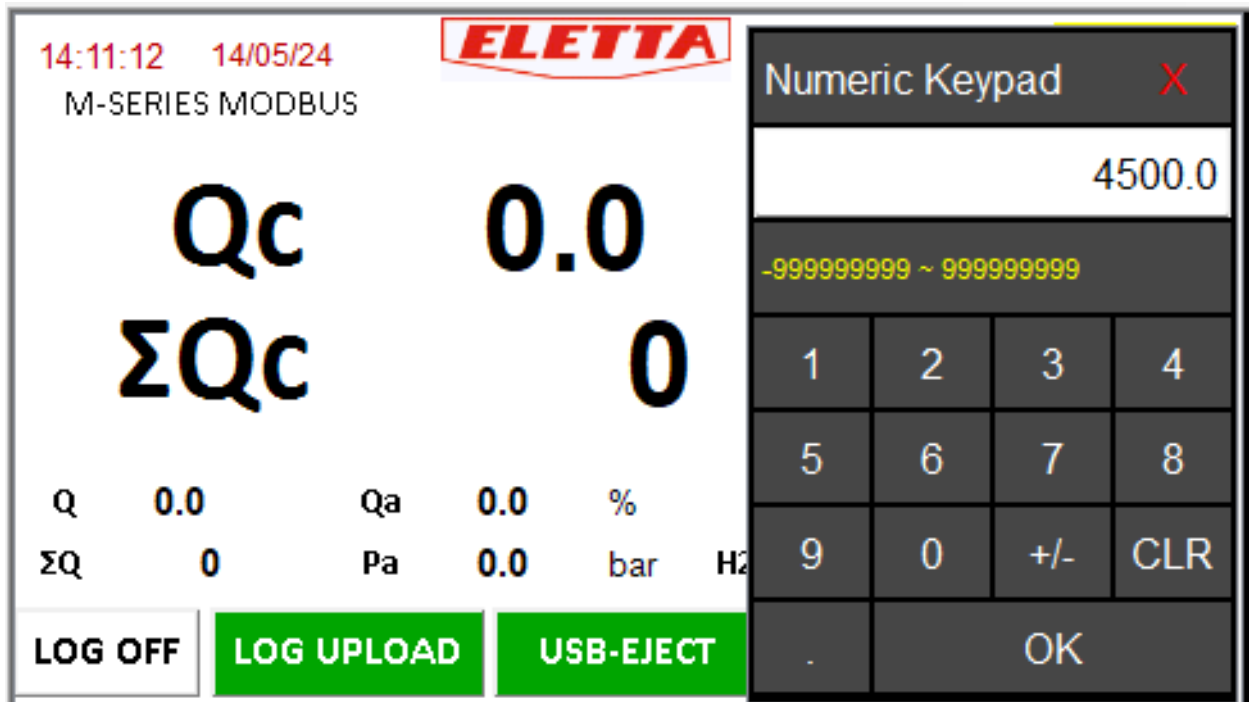 14:11:12 14/05/24
ELETTA
M-SERIES MODBUS
Qc 0.0
ΣQc 0
Q 0.0 Qa 0.0 %
ΣQ 0 Pa 0.0 bar
LOG OFF LOG UPLOAD USB-EJECT
Numeric Keypad X
4500.0
-999999999 ~ 999999999
1 2 3 4
5 6 7 8
9 0 +/- CLR
. OK